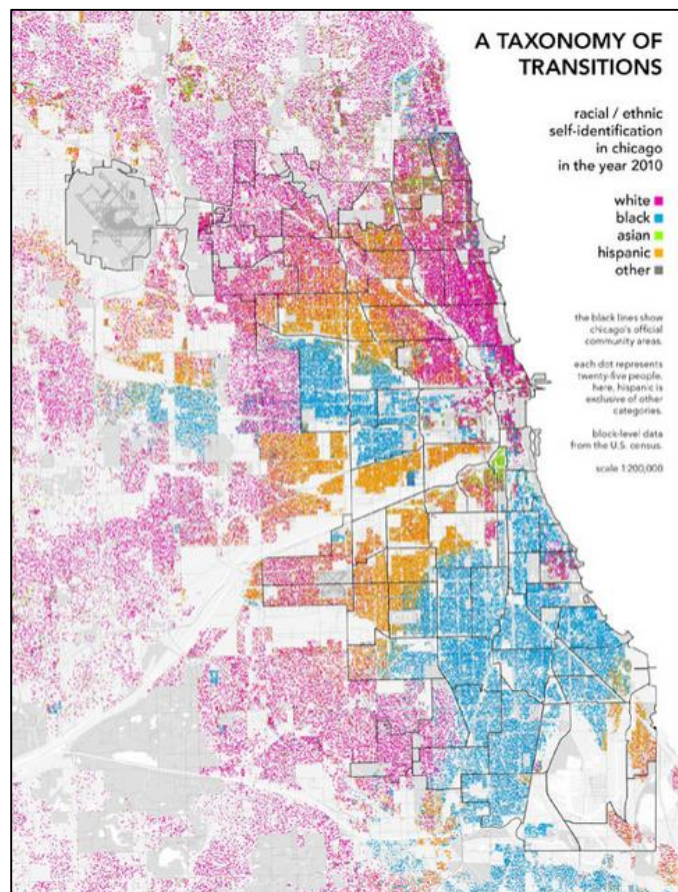 A TAXONOMY OF
TRANSITIONS
racial / ethnic
self-identification
in chicago
in the year 2010
white
black
asian
hispanic
other
the black lines show
chicago's official
community areas.
each dot represents
twenty-five people.
here, hispanic is
exclusive of other
categories.
block-level data
from the U.S. census.
scale 1:200,000